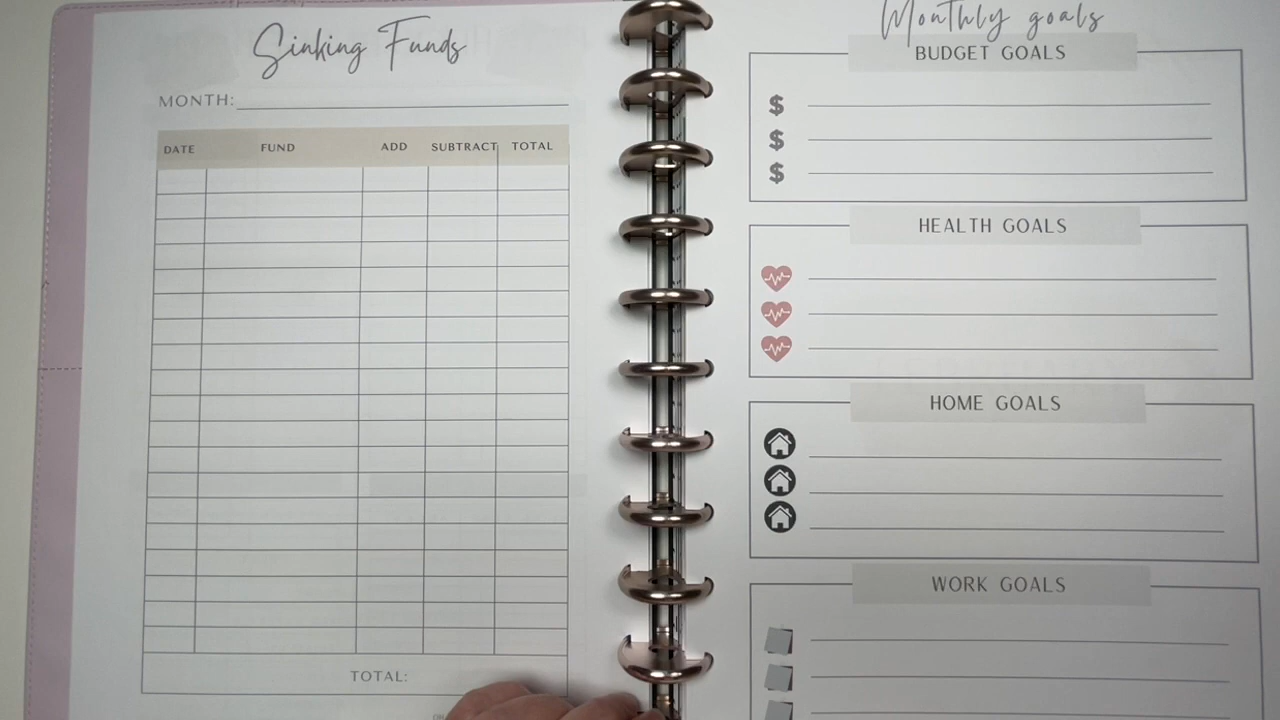 Sinking Funds
MONTH:
DATE FUND ADD SUBTRACT TOTAL
TOTAL:
Monthly goals
BUDGET GOALS
$
$
$
HEALTH GOALS
HOME GOALS
WORK GOALS